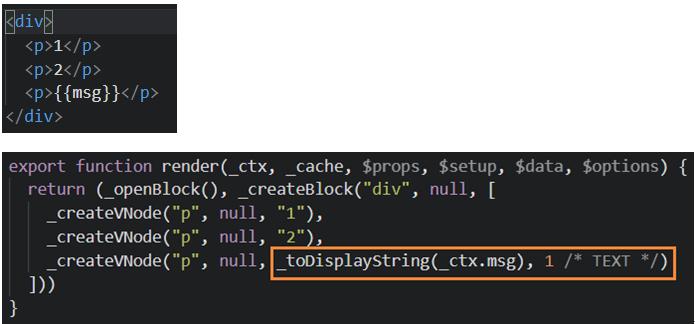 <div>
  <p>1</p>
  <p>2</p>
  <p>{{msg}}</p>
</div>
export function render(_ctx, _cache, $props, $setup, $data, $options) {
  return (_openBlock(), _createBlock("div", null, [
    _createVNode("p", null, "1"),
    _createVNode("p", null, "2"),
    _createVNode("p", null, _toDisplayString(_ctx.msg), 1 /* TEXT */)
  ]))
}